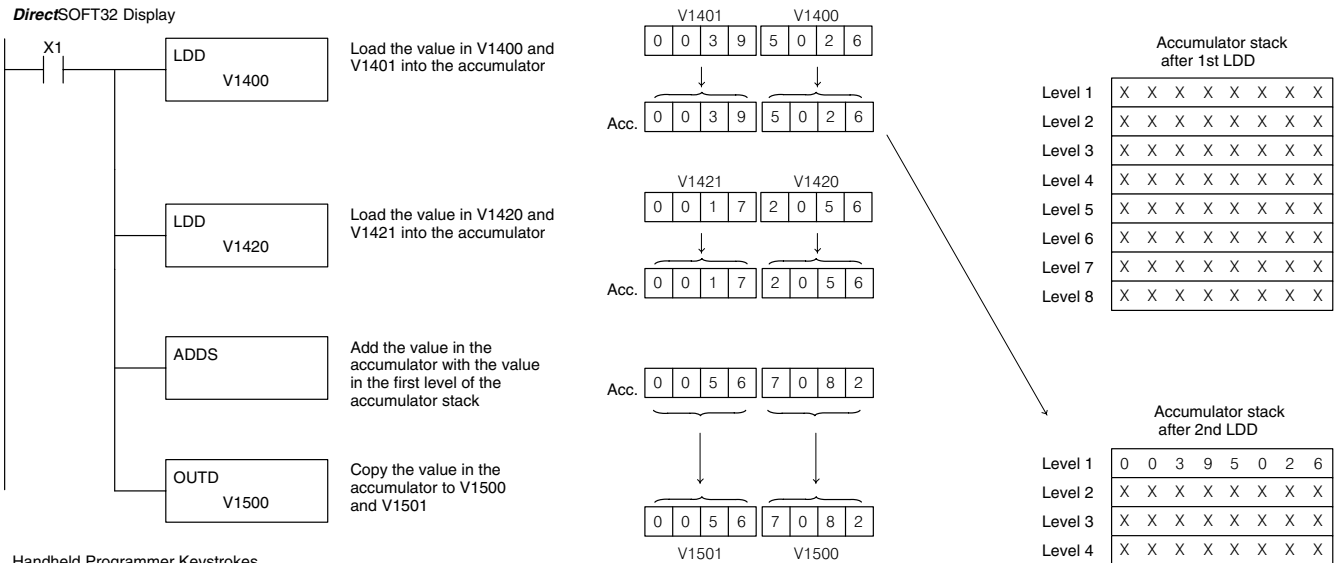 DirectSOFT32 Display
X1
LDD
V1400
Load the value in V1400 and
V1401 into the accumulator
V1401 V1400
0 0 3 9 5 0 2 6
Acc. 0 0 3 9 5 0 2 6
Accumulator stack
after 1st LDD
Level 1 X X X X X X X X
Level 2 X X X X X X X X
Level 3 X X X X X X X X
Level 4 X X X X X X X X
Level 5 X X X X X X X X
Level 6 X X X X X X X X
Level 7 X X X X X X X X
Level 8 X X X X X X X X
LDD
V1420
Load the value in V1420 and
V1421 into the accumulator
V1421 V1420
0 0 1 7 2 0 5 6
Acc. 0 0 1 7 2 0 5 6
ADDS
Add the value in the
accumulator with the value
in the first level of the
accumulator stack
Acc. 0 0 5 6 7 0 8 2
OUTD
V1500
Copy the value in the
accumulator to V1500
and V1501
0 0 5 6 7 0 8 2
V1501 V1500
Accumulator stack
after 2nd LDD
Level 1 0 0 3 9 5 0 2 6
Level 2 X X X X X X X X
Level 3 X X X X X X X X
Level 4 X X X X X X X X
Handheld Programmer Keystrokes